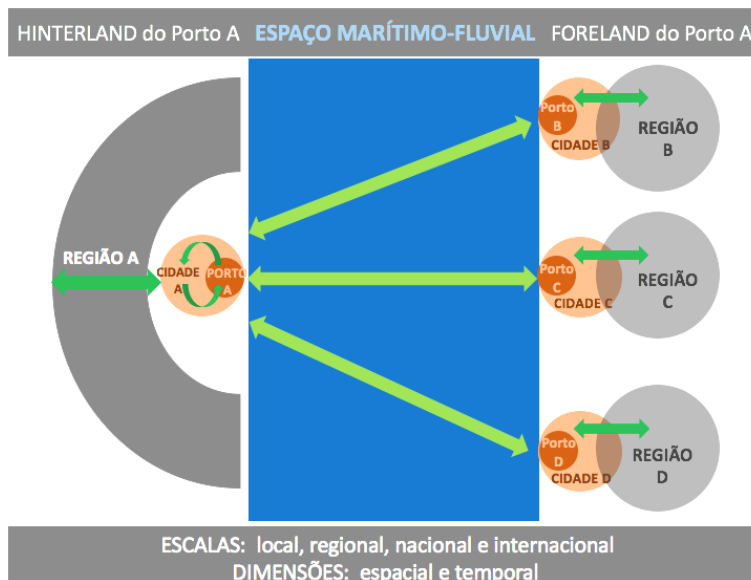 HINTERLAND do Porto A
ESPAÇO MARÍTIMO-FLUVIAL
FORELAND do Porto A
Porto
B
CIDADE B
REGIÃO
B
REGIÃO A
CIDADE
A
PORTO
A
Porto
C
CIDADE C
REGIÃO
C
Porto
D
CIDADE D
REGIÃO
D
ESCALAS: local, regional, nacional e internacional
DIMENSÕES: espacial e temporal